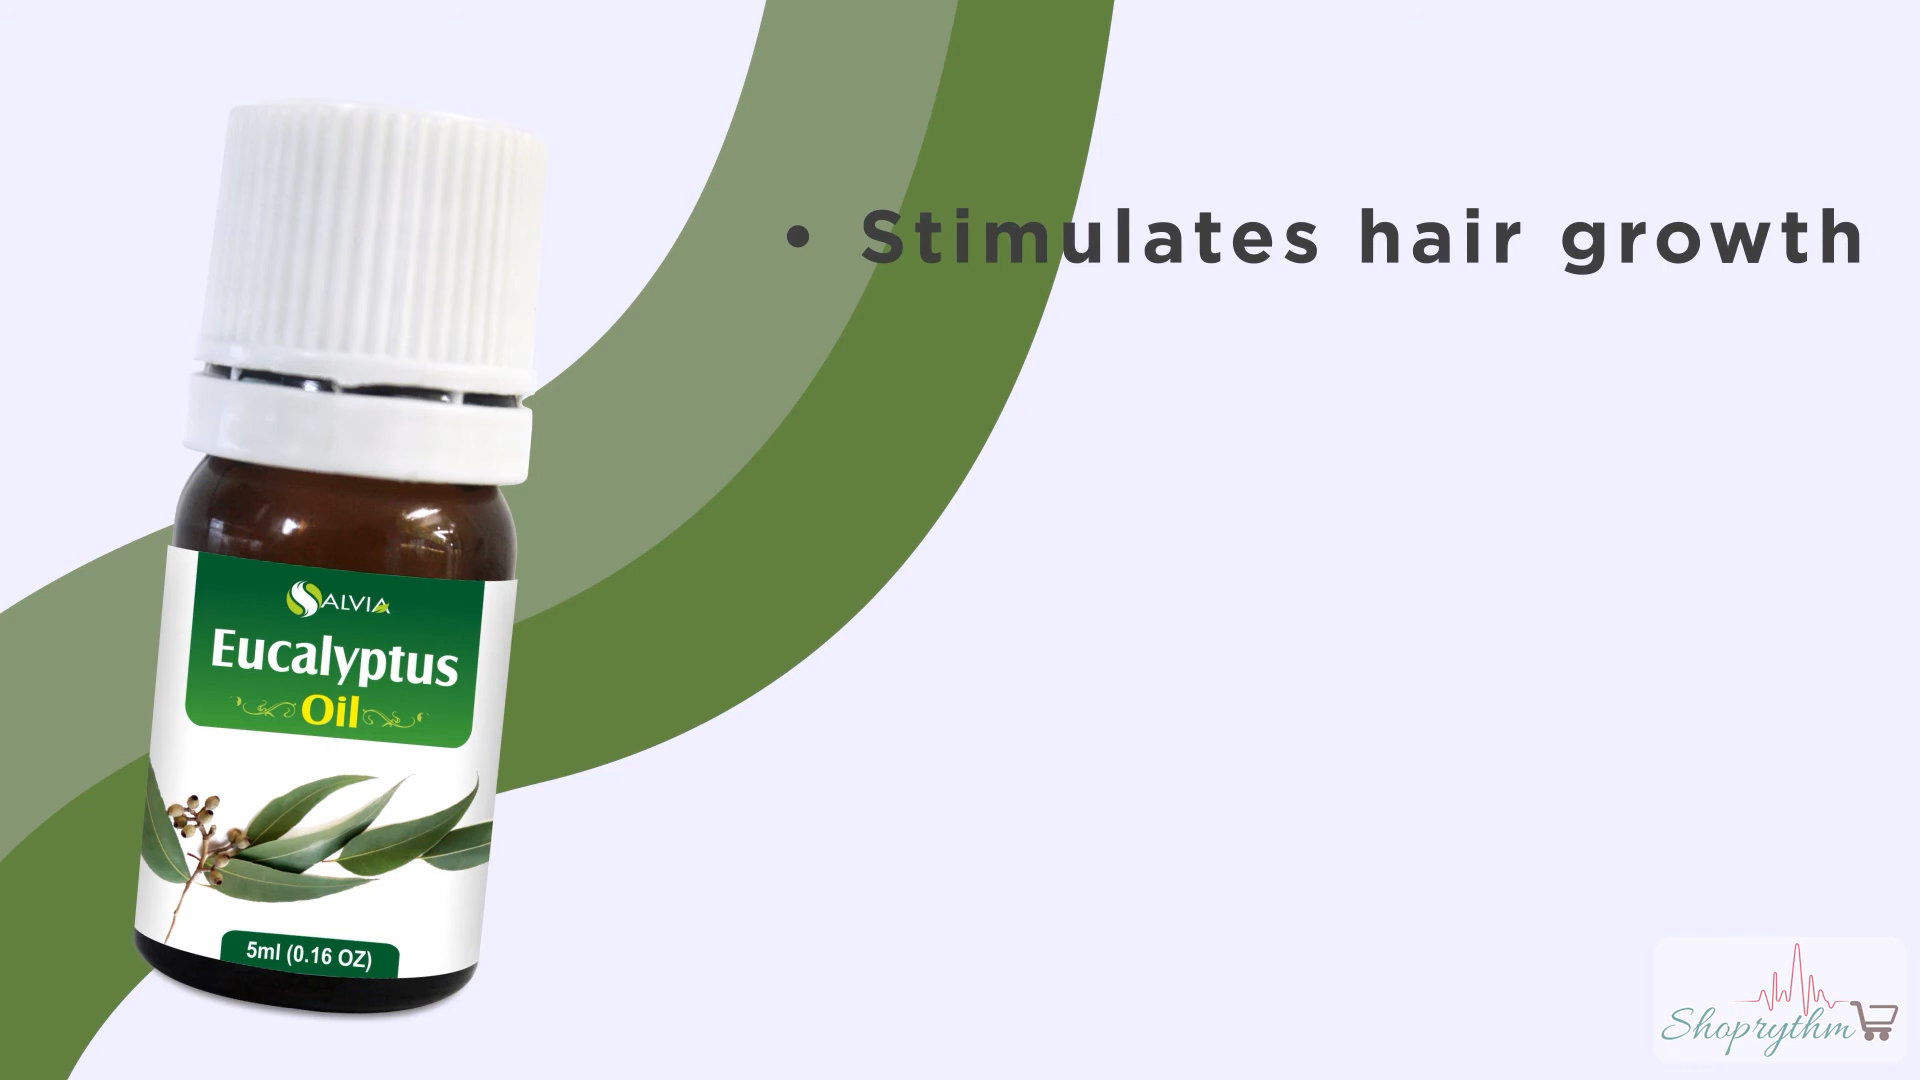 • Stimulates hair growth
SALVIA
Eucalyptus
Oil
5ml (0.16 OZ)
Shoprythm